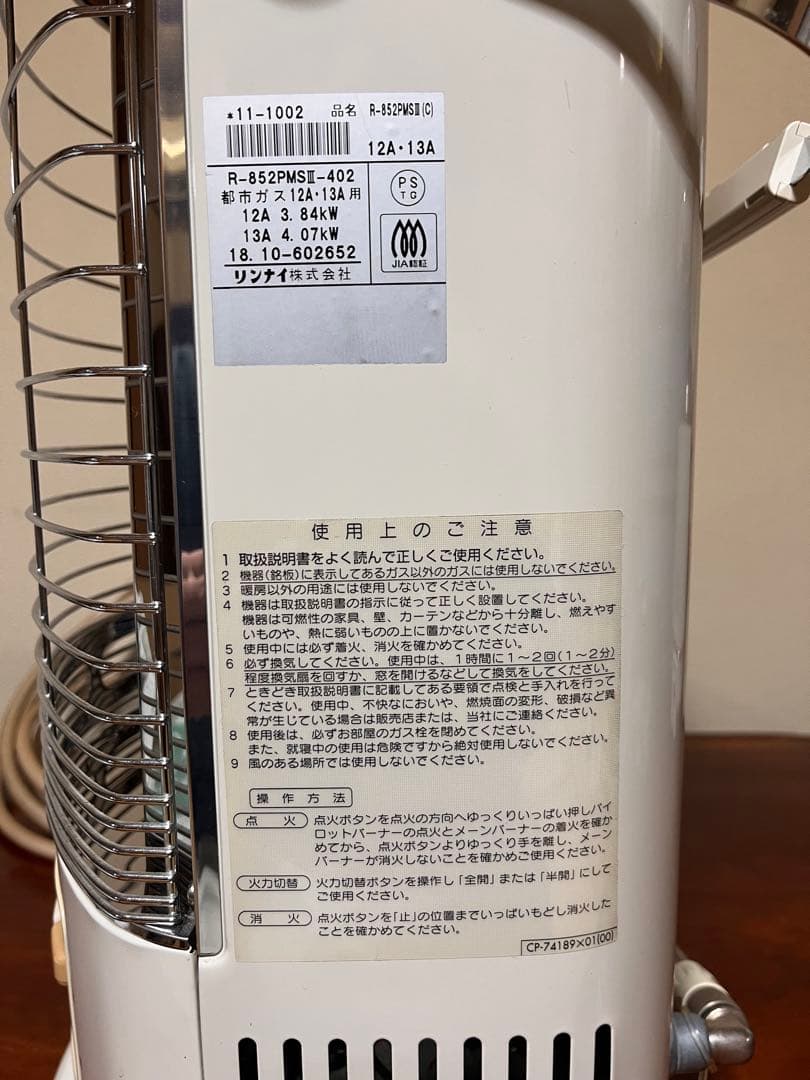 *11-1002 品名 R-852PMSⅢ(C)
12A・13A
R-852PMSⅢ-402
都市ガス12A・13A用
12A 3.84kW
13A 4.07kW
18.10-602652
リンナイ株式会社
PS
TG
JIA認証
使用上のご注意
1 取扱説明書をよく読んで正しくご使用ください。
2 機器(銘板)に表示してあるガス以外のガスには使用しないでください。
3 暖房以外の用途には使用しないでください。
4 機器は取扱説明書の指示に従って正しく設置してください。
機器は可燃性の家具、壁、カーテンなどから十分離し、燃えやす
いものや、熱に弱いものの上に置かないでください。
5 使用中には必ず着火、消火を確かめてください。
6 必ず換気してください。使用中は、1時間に1〜2回(1〜2分)
程度換気扇を回すか、窓を開けるなどして換気をしてください。
7 ときどき取扱説明書に記載してある要領で点検と手入れを行って
ください。使用中、不快なにおいや、燃焼面の変形、破損など異
常が生じている場合は販売店または、当社にご連絡ください。
8 使用後は、必ずお部屋のガス栓を閉めてください。
また、就寝中の使用は危険ですから絶対使用しないでください。
9 風のある場所では使用しないでください。
操作方法
点火 点火ボタンを点火の方向へゆっくりいっぱい押しパイ
ロットバーナーの点火とメーンバーナーの着火を確か
めてから、点火ボタンよりゆっくり手を離し、メーン
バーナーが消火しないことを確かめご使用ください。
火力切替 火力切替ボタンを操作し「全開」または「半開」にして
ご使用ください。
消火 点火ボタンを「止」の位置までいっぱいもどし消火した
ことを確かめてください。
CP-74189×01(00)